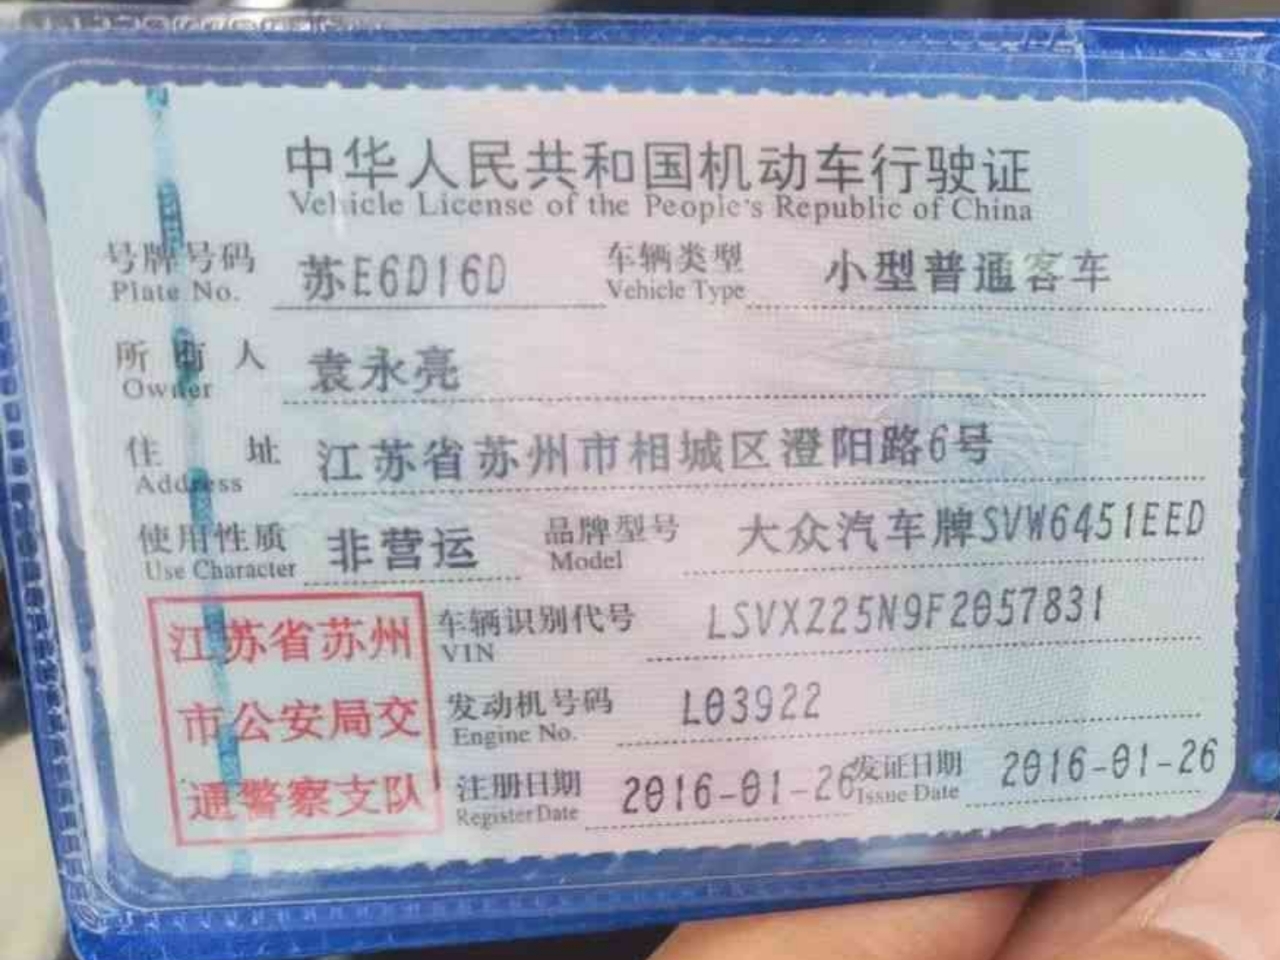 中华人民共和国机动车行驶证
Vehicle License of the People's Republic of China
号牌号码 苏E6D16D 车辆类型 小型普通客车
Plate No. Vehicle Type
所有人 袁永亮
Owner
住址 江苏省苏州市相城区澄阳路6号
Address
使用性质 非营运 品牌型号 大众汽车牌SVW6451EED
Use Character Model
江苏省苏州
市公安局交
通警察支队
车辆识别代号 LSVXZ25N9F2057831
VIN
发动机号码 L03922
Engine No.
注册日期 2016-01-26 发证日期 2016-01-26
Register Date Issue Date